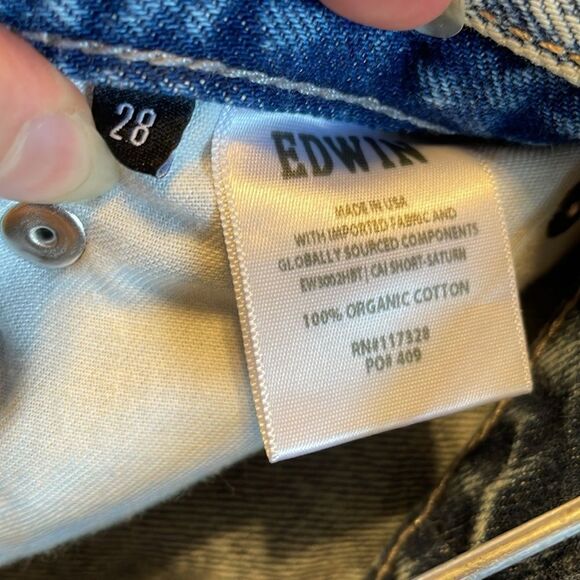 28
EDWIN
MADE IN USA
WITH IMPORTED FABRIC AND
GLOBALLY SOURCED COMPONENTS
EW3002HBT | CAI SHORT-SATURN
100% ORGANIC COTTON
RN#117328
PO# 409